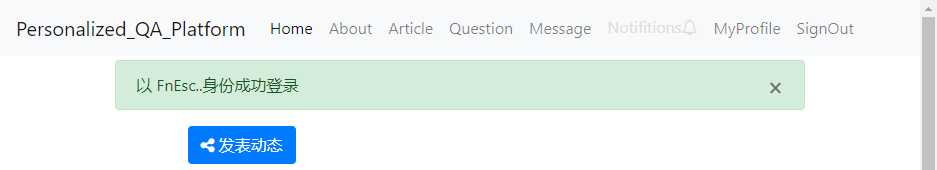 Personalized_QA_Platform Home About Article Question Message Notifitions MyProfile SignOut
以 FnEsc..身份成功登录 ×
发表动态